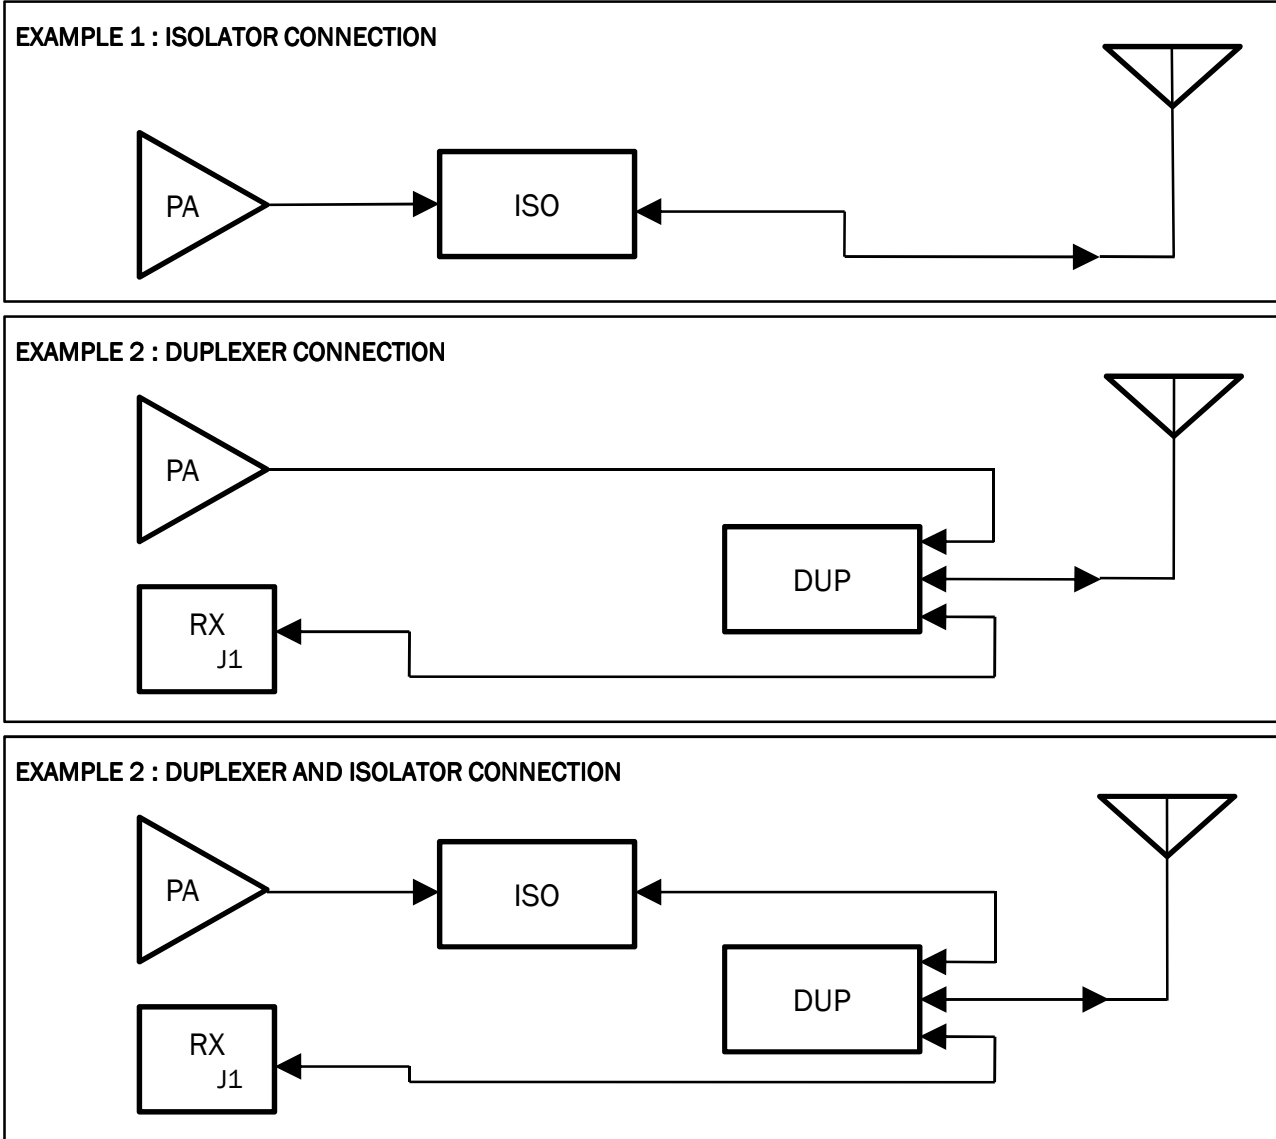 EXAMPLE 1 : ISOLATOR CONNECTION
PA
ISO
EXAMPLE 2 : DUPLEXER CONNECTION
PA
DUP
RX
J1
EXAMPLE 2 : DUPLEXER AND ISOLATOR CONNECTION
PA
ISO
DUP
RX
J1